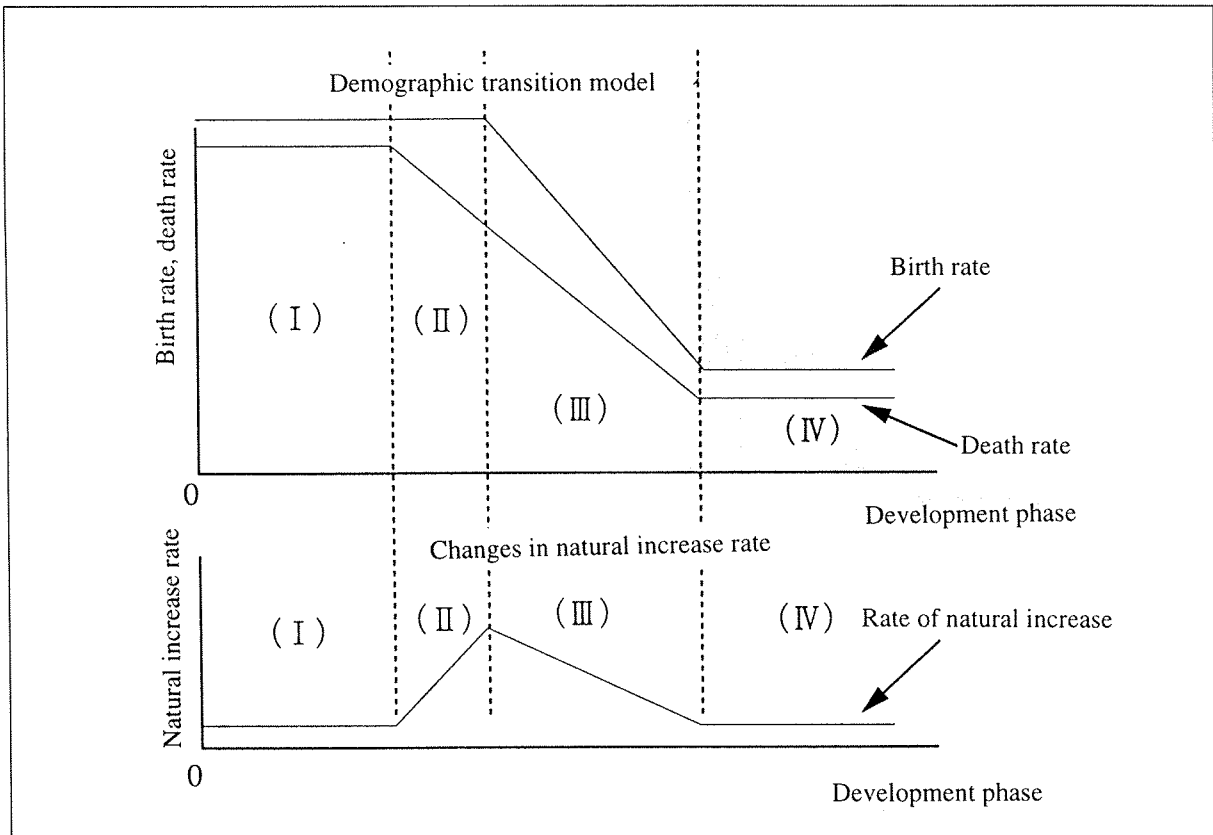 Demographic transition model
Birth rate, death rate
Birth rate
(Ⅰ)
(Ⅱ)
(Ⅲ)
(Ⅳ)
Death rate
0
Development phase
Changes in natural increase rate
Natural increase rate
(Ⅰ)
(Ⅱ)
(Ⅲ)
(Ⅳ)
Rate of natural increase
0
Development phase